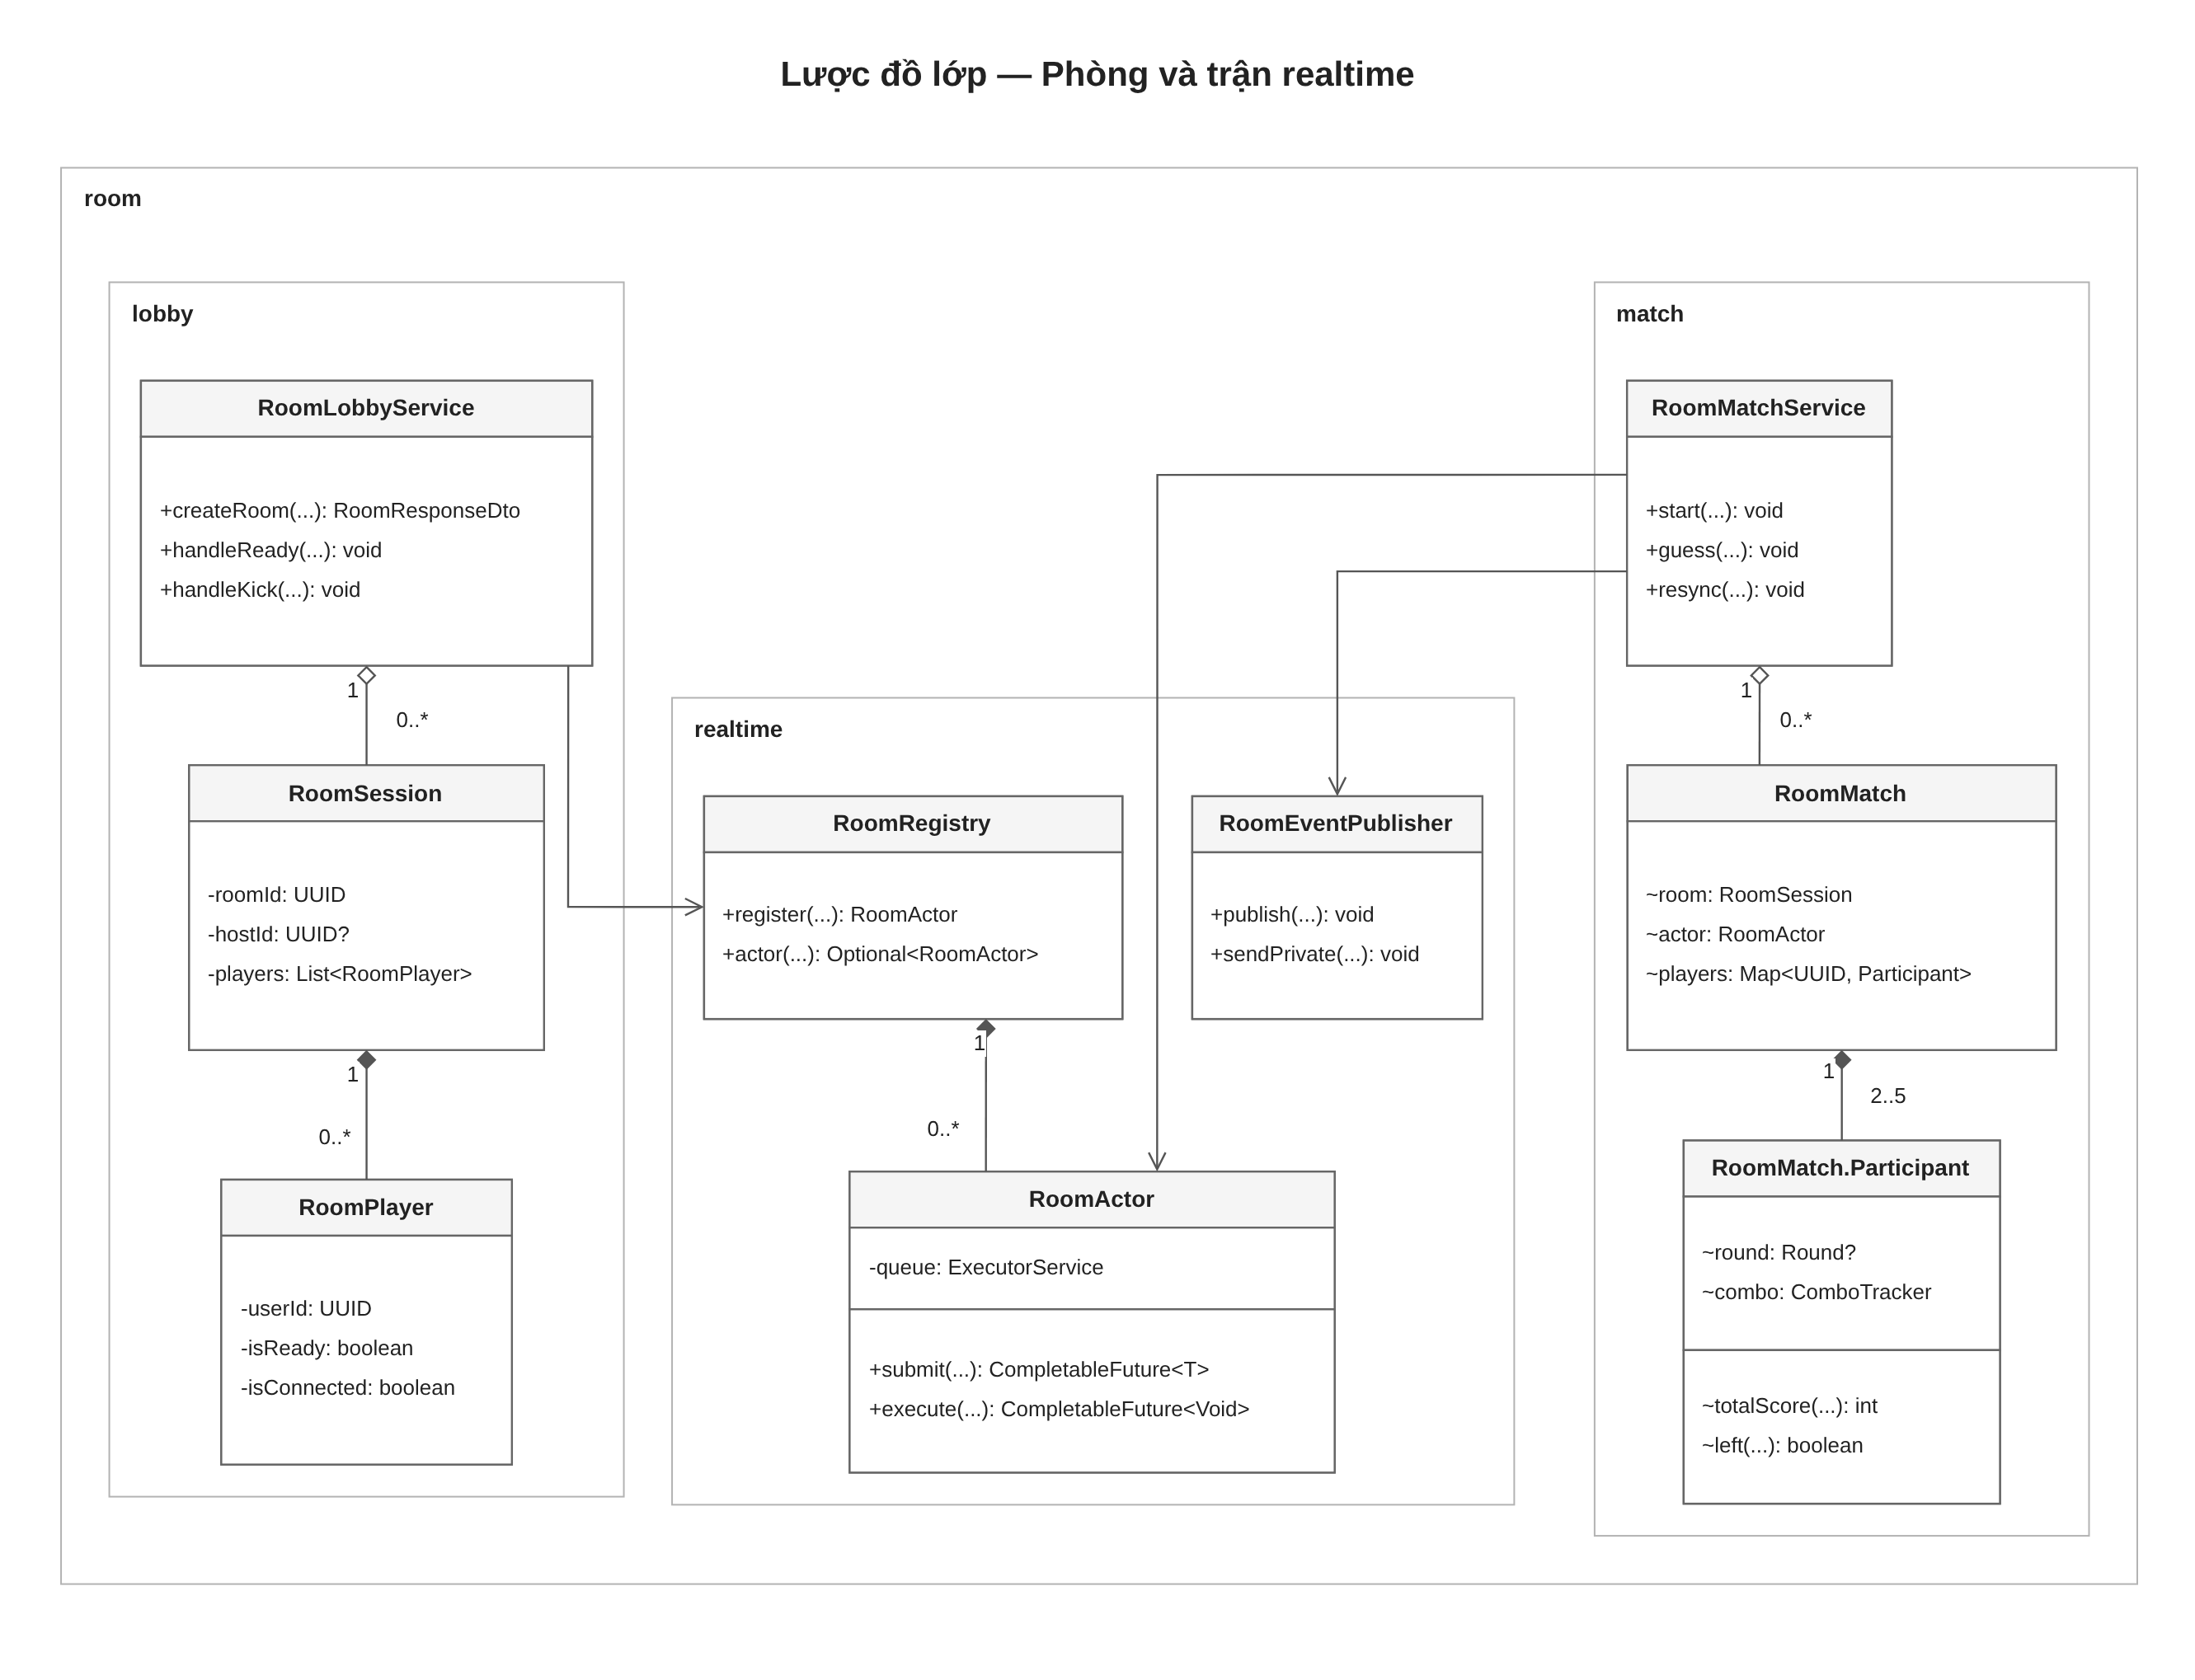 Lược đồ lớp — Phòng và trận realtime
room
lobby
RoomLobbyService
+createRoom(...): RoomResponseDto
+handleReady(...): void
+handleKick(...): void
1
0..*
RoomSession
-roomId: UUID
-hostId: UUID?
-players: List<RoomPlayer>
1
0..*
RoomPlayer
-userId: UUID
-isReady: boolean
-isConnected: boolean
realtime
RoomRegistry
+register(...): RoomActor
+actor(...): Optional<RoomActor>
1
0..*
RoomEventPublisher
+publish(...): void
+sendPrivate(...): void
RoomActor
-queue: ExecutorService
+submit(...): CompletableFuture<T>
+execute(...): CompletableFuture<Void>
match
RoomMatchService
+start(...): void
+guess(...): void
+resync(...): void
1
0..*
RoomMatch
~room: RoomSession
~actor: RoomActor
~players: Map<UUID, Participant>
1
2..5
RoomMatch.Participant
~round: Round?
~combo: ComboTracker
~totalScore(...): int
~left(...): boolean